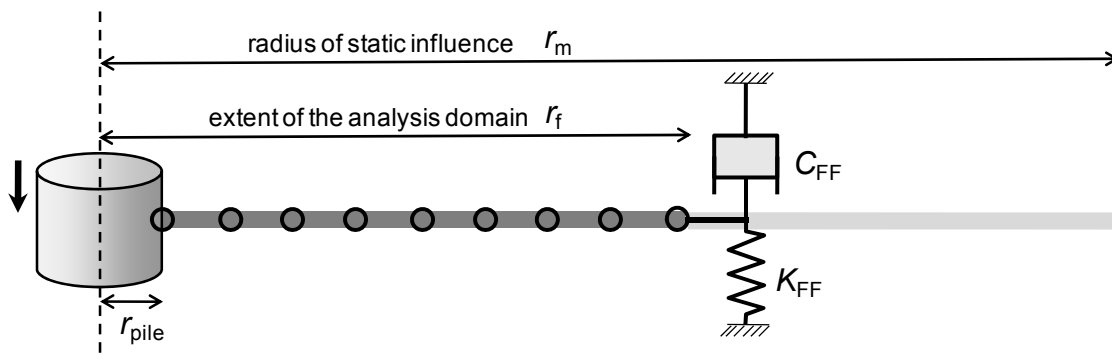 radius of static influence r_m
extent of the analysis domain r_f
C_FF
K_FF
r_pile